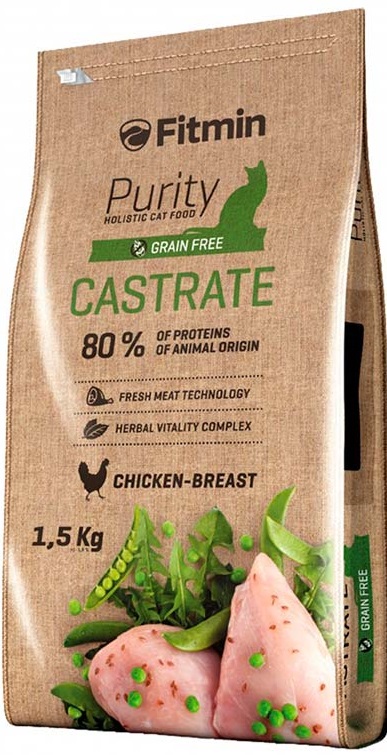 Fitmin
Purity
HOLISTIC CAT FOOD
GRAIN FREE
CASTRATE
80 % OF PROTEINS
OF ANIMAL ORIGIN
FRESH MEAT TECHNOLOGY
HERBAL VITALITY COMPLEX
CHICKEN-BREAST
1,5 Kg
GRAIN FREE